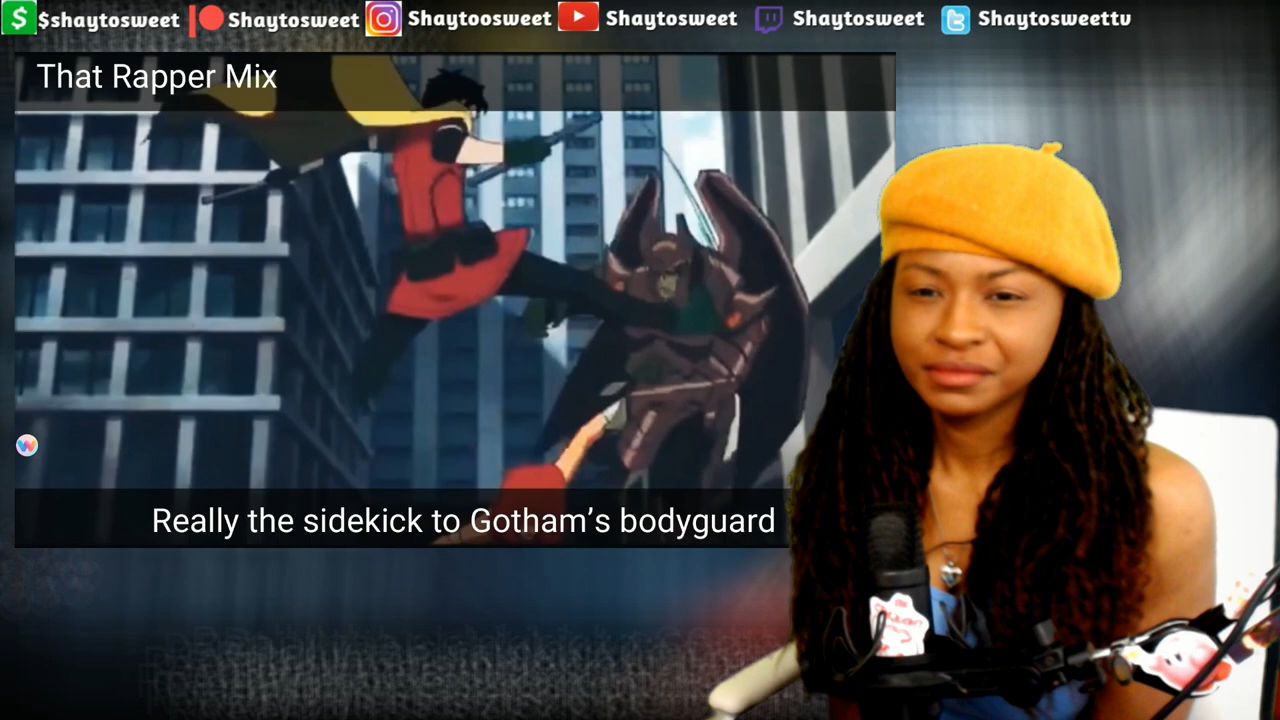 $shaytosweet Shaytosweet Shaytoosweet Shaytosweet Shaytosweet Shaytosweettv
That Rapper Mix
Really the sidekick to Gotham’s bodyguard